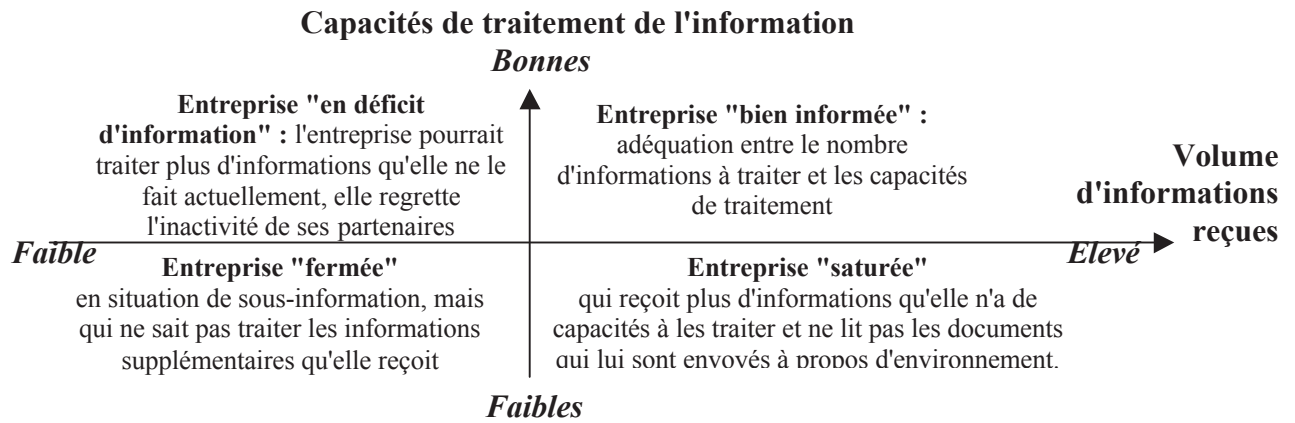 Capacités de traitement de l'information
Bonnes
Entreprise "en déficit
d'information" : l'entreprise pourrait
traiter plus d'informations qu'elle ne le
fait actuellement, elle regrette
l'inactivité de ses partenaires
Entreprise "bien informée" :
adéquation entre le nombre
d'informations à traiter et les capacités
de traitement
Volume
d'informations
reçues
Faible
Elevé
Entreprise "fermée"
en situation de sous-information, mais
qui ne sait pas traiter les informations
supplémentaires qu'elle reçoit
Entreprise "saturée"
qui reçoit plus d'informations qu'elle n'a de
capacités à les traiter et ne lit pas les documents
qui lui sont envoyés à propos d'environnement.
Faibles